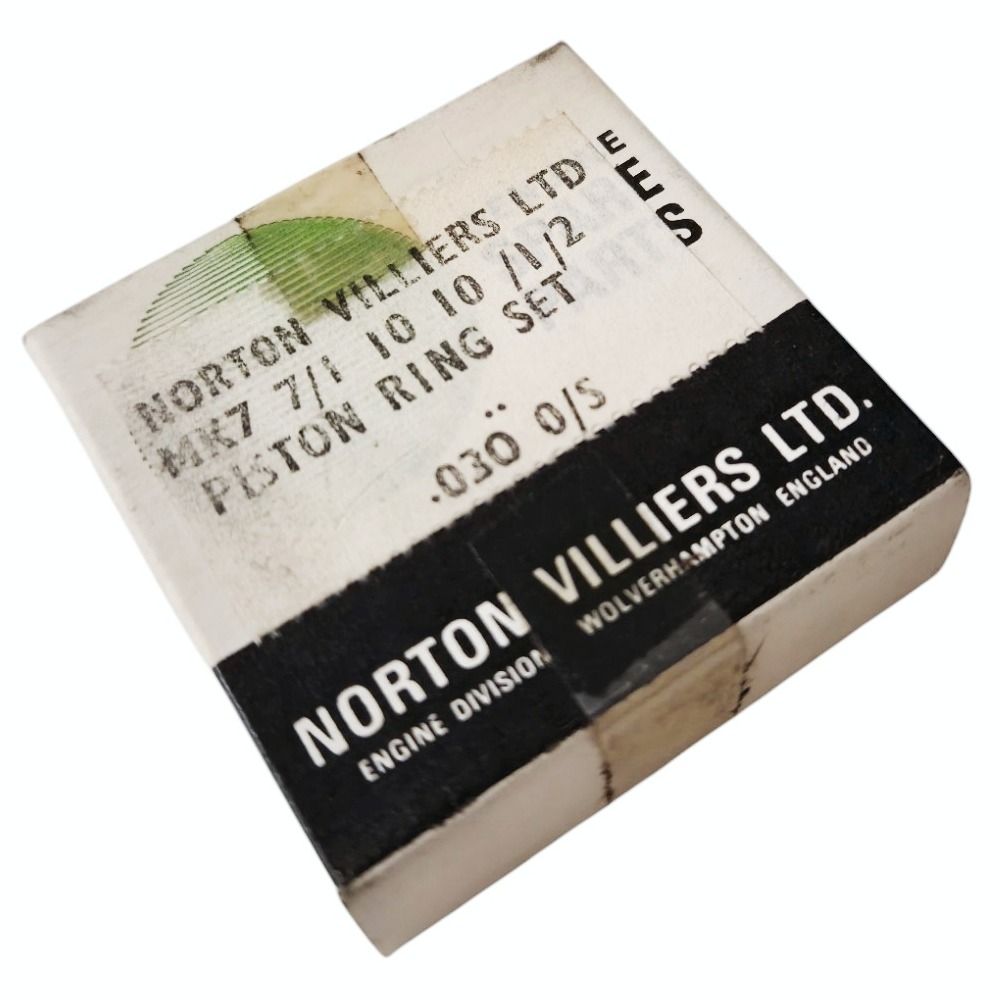 NORTON VILLIERS LTD
MK7 7/1 10 10 /1/2
PISTON RING SET
.030 O/S
NORTON VILLIERS LTD.
ENGINE DIVISION WOLVERHAMPTON ENGLAND